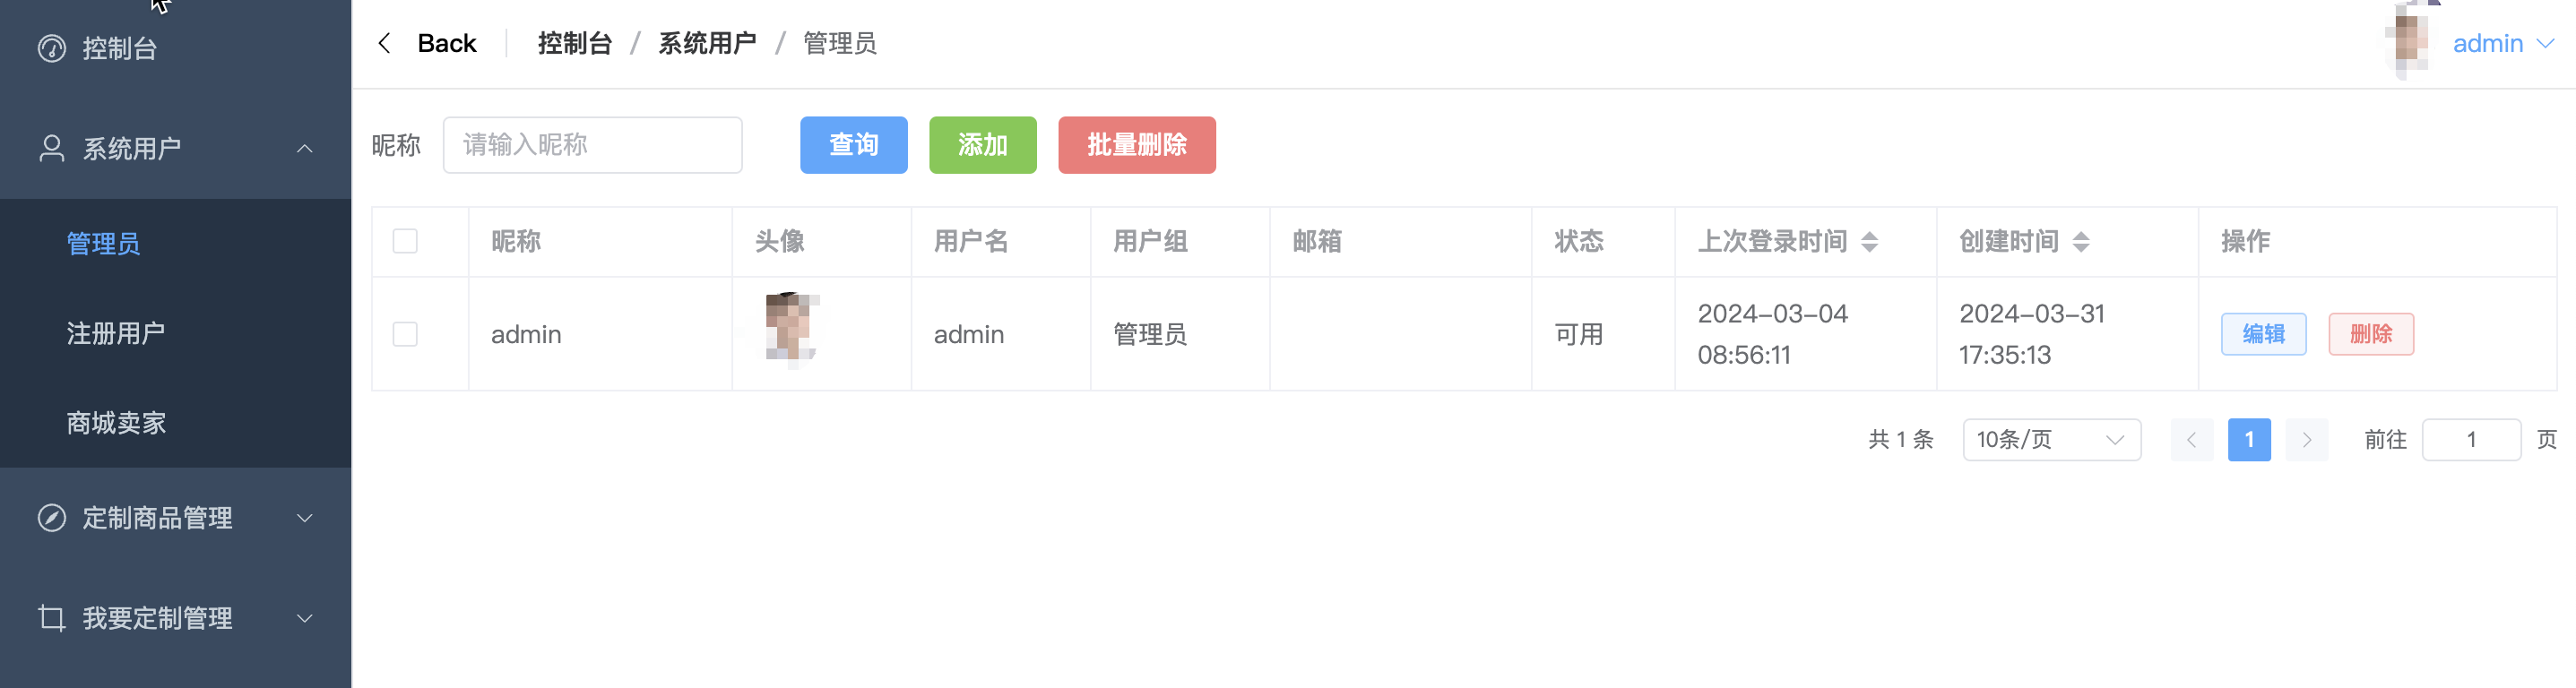 控制台
系统用户
管理员
注册用户
商城卖家
定制商品管理
我要定制管理
Back 控制台 / 系统用户 / 管理员
admin
昵称 请输入昵称 查询 添加 批量删除
昵称 头像 用户名 用户组 邮箱 状态 上次登录时间 创建时间 操作
admin admin 管理员 可用 2024-03-04 08:56:11 2024-03-31 17:35:13 编辑 删除
共 1 条 10条/页 1 前往 1 页